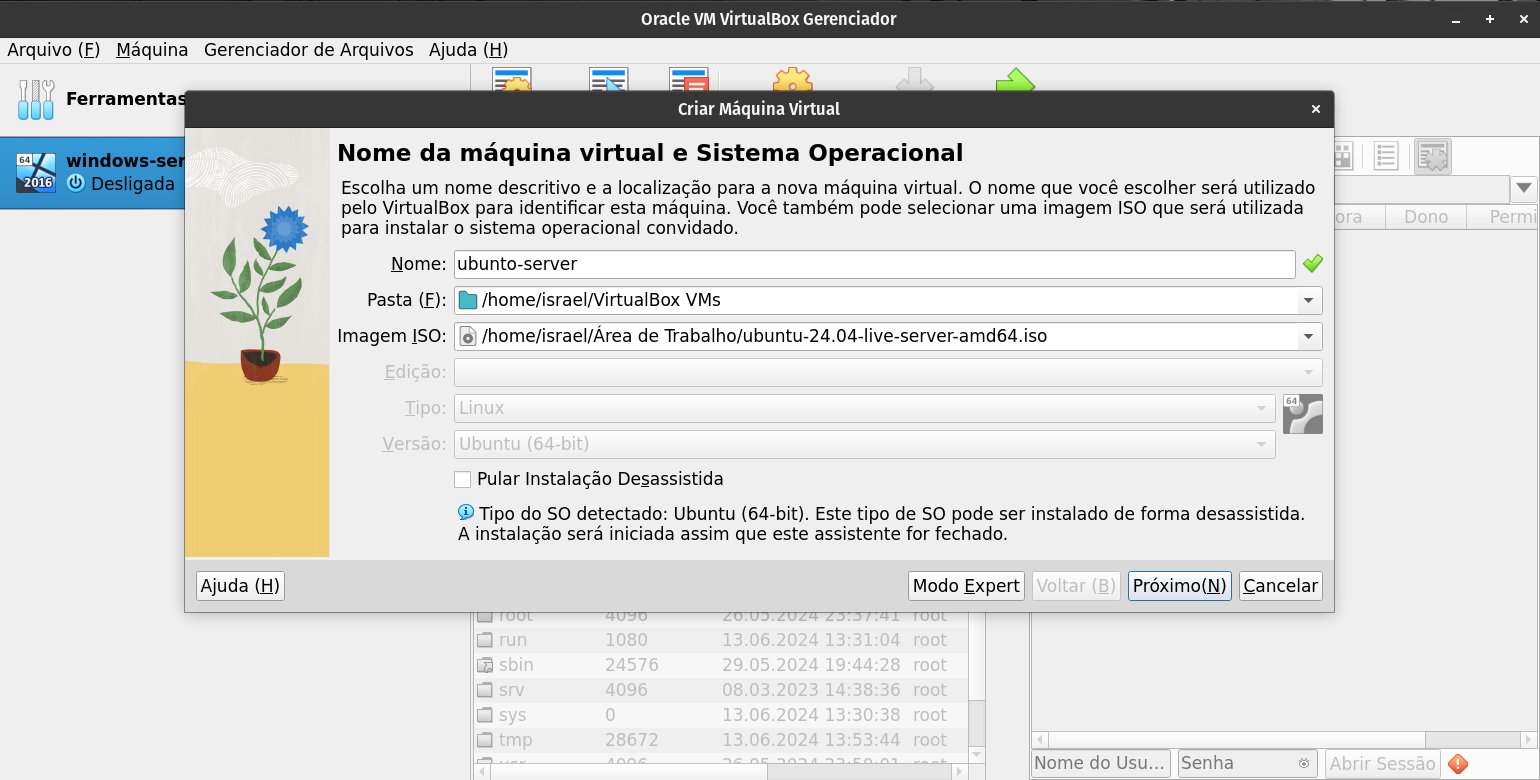 Oracle VM VirtualBox Gerenciador
Arquivo (F) Máquina Gerenciador de Arquivos Ajuda (H)
Ferramentas
Criar Máquina Virtual
64
2016
windows-ser
Desligada
Nome da máquina virtual e Sistema Operacional
Escolha um nome descritivo e a localização para a nova máquina virtual. O nome que você escolher será utilizado
pelo VirtualBox para identificar esta máquina. Você também pode selecionar uma imagem ISO que será utilizada
para instalar o sistema operacional convidado.
ora Dono Permi
Nome: ubunto-server
Pasta (F): /home/israel/VirtualBox VMs
Imagem ISO: /home/israel/Área de Trabalho/ubuntu-24.04-live-server-amd64.iso
Edição:
Tipo: Linux
64
Versão: Ubuntu (64-bit)
Pular Instalação Desassistida
Tipo do SO detectado: Ubuntu (64-bit). Este tipo de SO pode ser instalado de forma desassistida.
A instalação será iniciada assim que este assistente for fechado.
Ajuda (H) Modo Expert Voltar (B) Próximo(N) Cancelar
root 4096 26.05.2024 23:37:41 root
run 1080 13.06.2024 13:31:04 root
sbin 24576 29.05.2024 19:44:28 root
srv 4096 08.03.2023 14:38:36 root
sys 0 13.06.2024 13:30:38 root
tmp 28672 13.06.2024 13:53:44 root
Nome do Usu... Senha Abrir Sessão